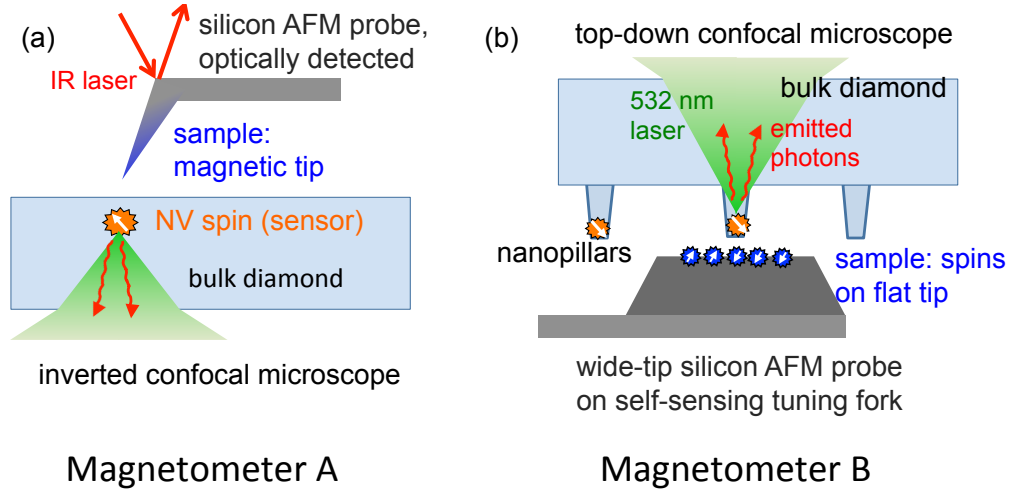 (a)
silicon AFM probe,
optically detected
IR laser
sample:
magnetic tip
NV spin (sensor)
bulk diamond
inverted confocal microscope
Magnetometer A
(b)
top-down confocal microscope
bulk diamond
532 nm
laser
emitted
photons
nanopillars
sample: spins
on flat tip
wide-tip silicon AFM probe
on self-sensing tuning fork
Magnetometer B